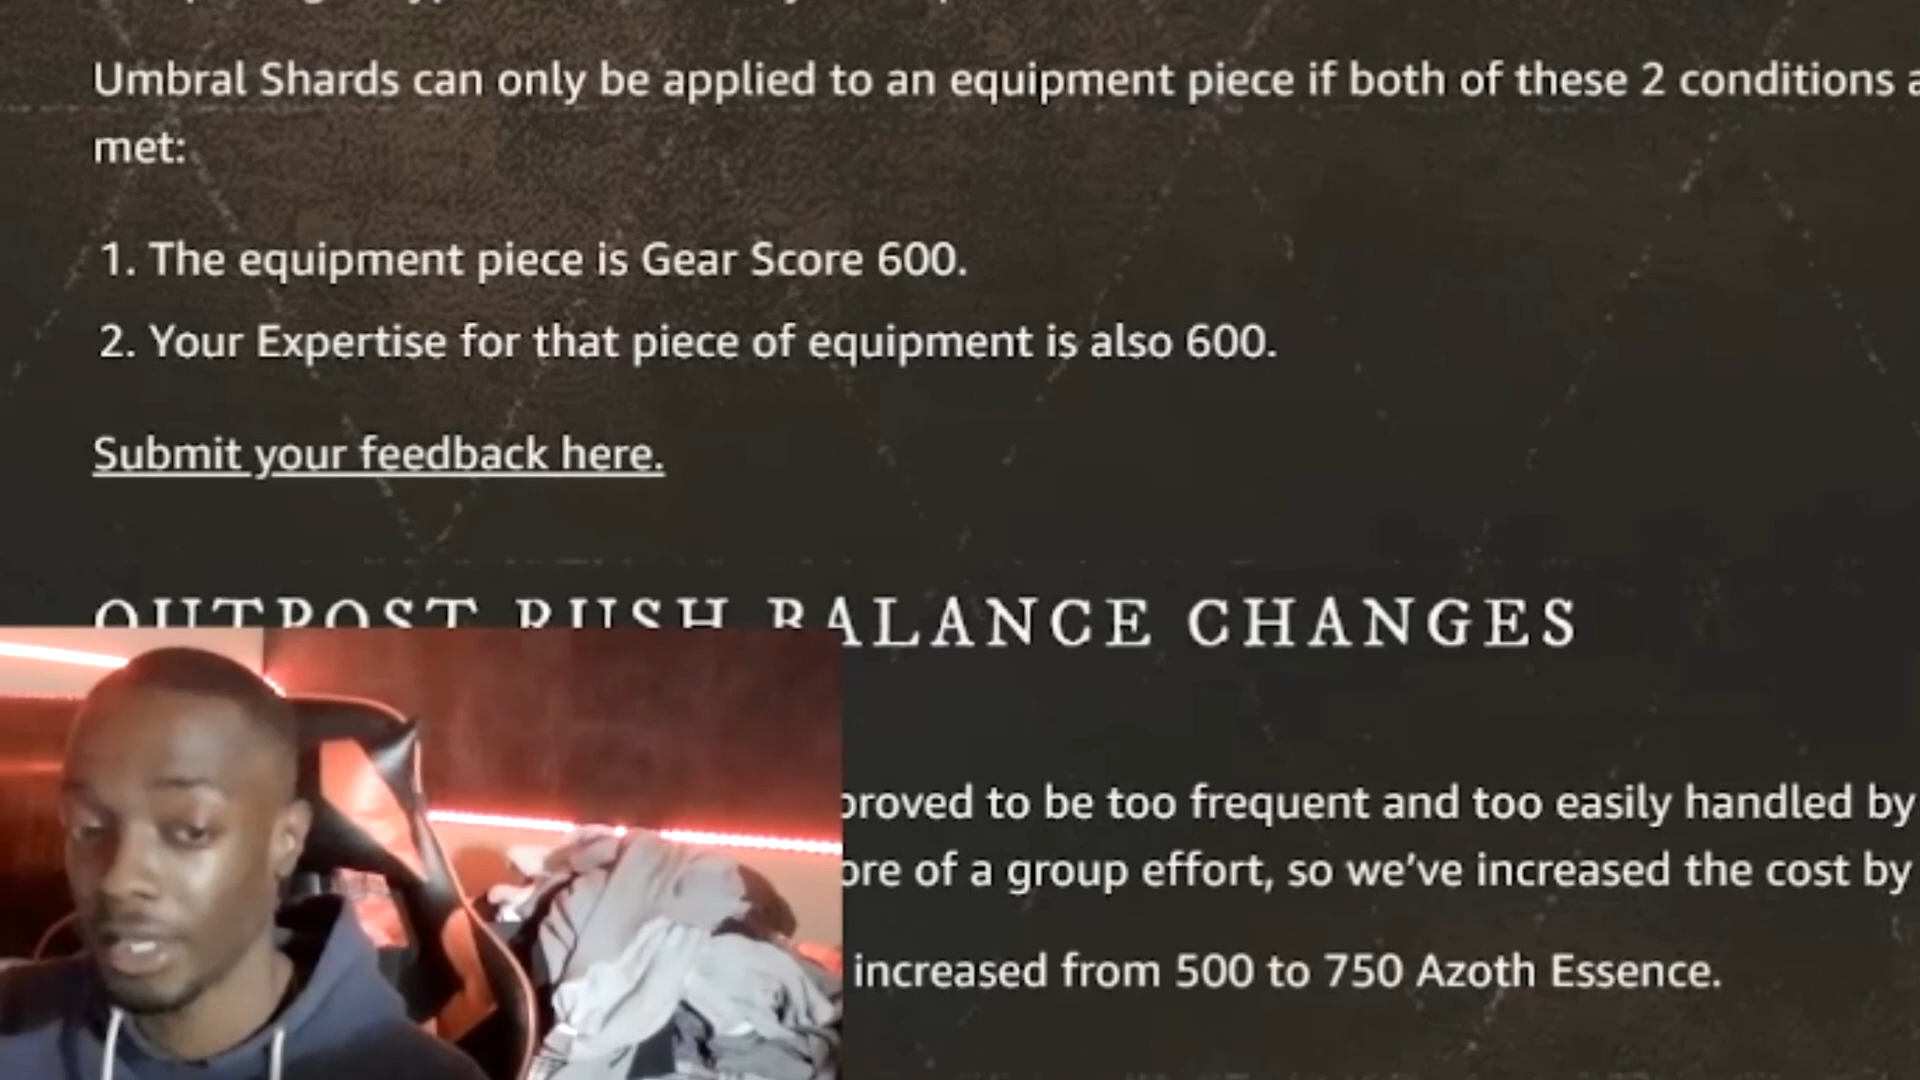 Umbral Shards can only be applied to an equipment piece if both of these 2 conditions
met:
1. The equipment piece is Gear Score 600.
2. Your Expertise for that piece of equipment is also 600.
Submit your feedback here.
OUTPOST RUSH BALANCE CHANGES
proved to be too frequent and too easily handled by
of a group effort, so we've increased the cost by
increased from 500 to 750 Azoth Essence.